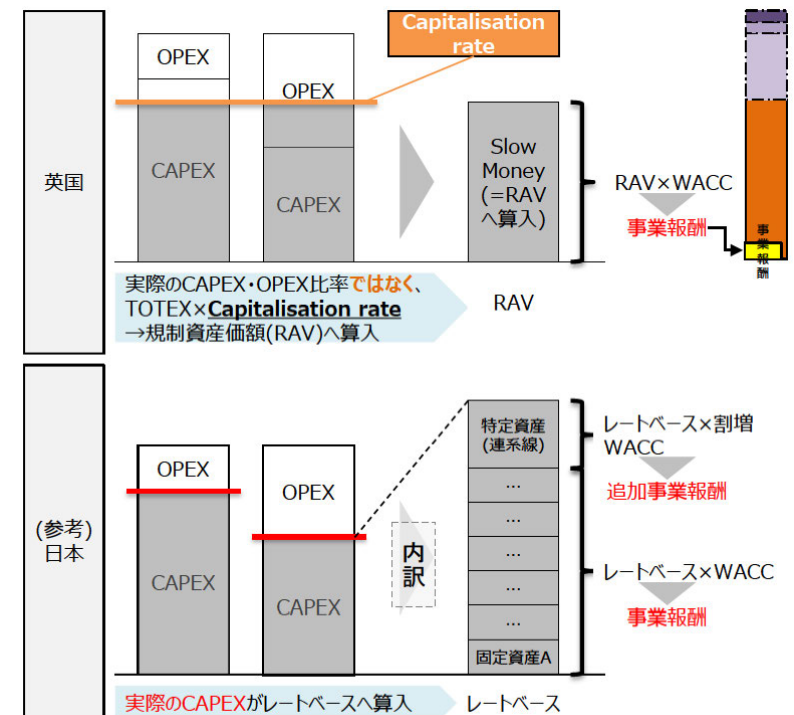 Capitalisation
rate
OPEX
OPEX
CAPEX
CAPEX
英国
Slow
Money
(=RAV
へ算入)
RAV×WACC
事業報酬
事
業
報
酬
実際のCAPEX・OPEX比率ではなく、
TOTEX×Capitalisation rate
→規制資産価額(RAV)へ算入
RAV
(参考)
日本
OPEX
OPEX
CAPEX
CAPEX
内
訳
特定資産
(連系線)
…
…
…
…
…
固定資産A
レートベース×割増
WACC
追加事業報酬
レートベース×WACC
事業報酬
実際のCAPEXがレートベースへ算入
レートベース